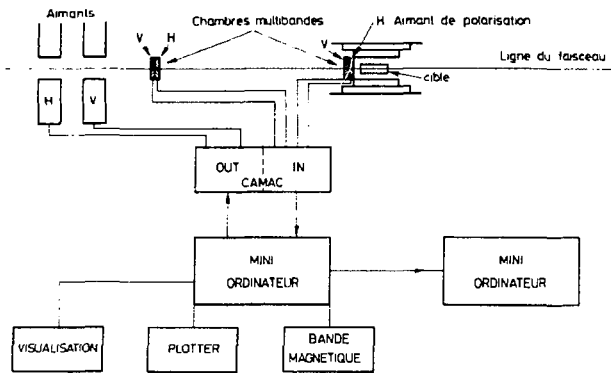 Aimants
V H
Chambres multibandes
V
H Aimant de polarisation
Ligne du faisceau
cible
H
V
OUT IN
CAMAC
MINI
ORDINATEUR
MINI
ORDINATEUR
VISUALISATION
PLOTTER
BANDE
MAGNETIQUE